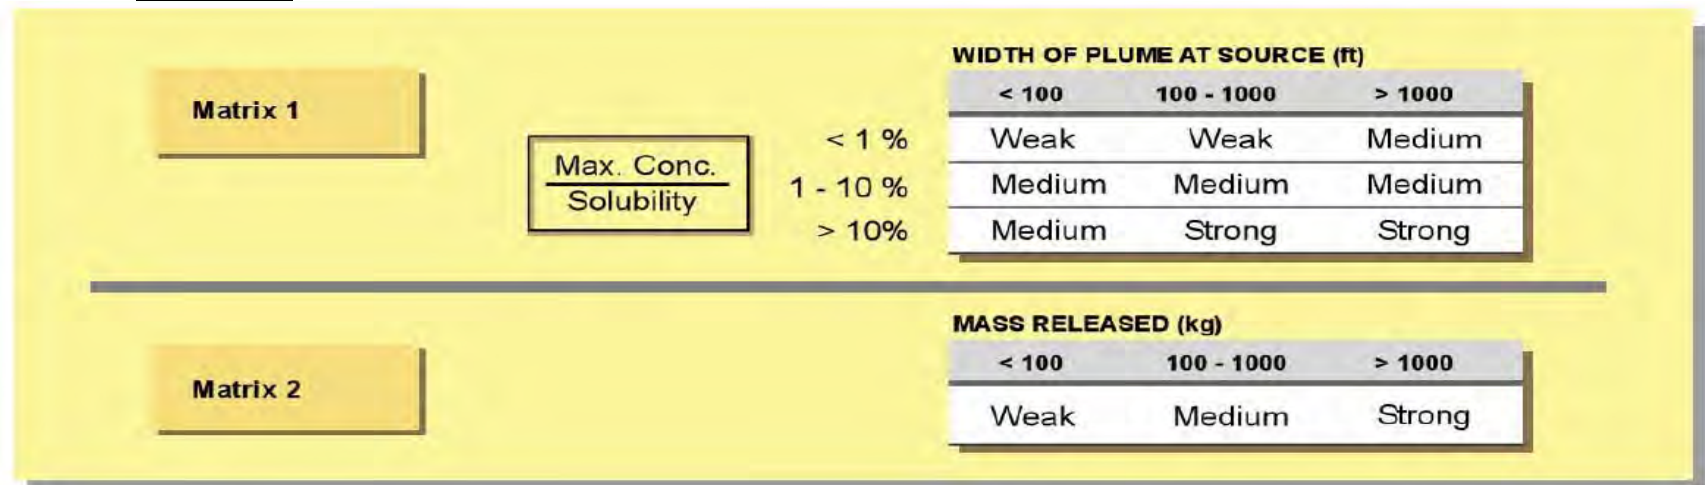 WIDTH OF PLUME AT SOURCE (ft)
Matrix 1
< 100 100 - 1000 > 1000
Max. Conc.
Solubility
< 1 % Weak Weak Medium
1 - 10 % Medium Medium Medium
> 10% Medium Strong Strong
MASS RELEASED (kg)
Matrix 2
< 100 100 - 1000 > 1000
Weak Medium Strong